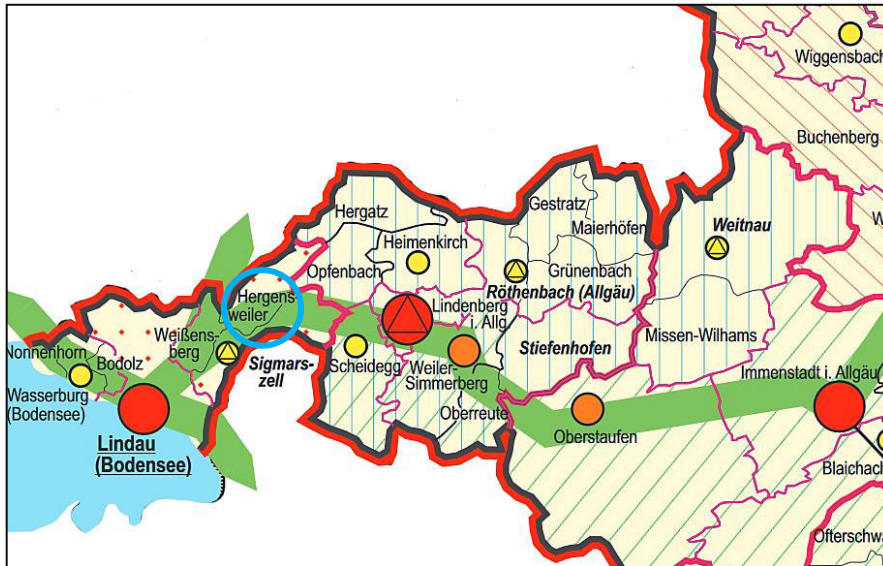 Wiggensbach
Buchenberg
Gestratz
Hergatz
Maierhöfen
Weitnau
Heimenkirch
Opfenbach
Grünenbach
Hergens-
weiler
Röthenbach (Allgäu)
Lindenberg
i. Allg
Weißens-
berg
Missen-Wilhams
Stiefenhofen
Nonnenhorn
Bodolz
Sigmars-
zell
Scheidegg
Weiler-
Simmerberg
Immenstadt i. Allgäu
Wasserburg
(Bodensee)
Oberreute
Oberstaufen
Lindau
(Bodensee)
Blaichach
Ofterschwa